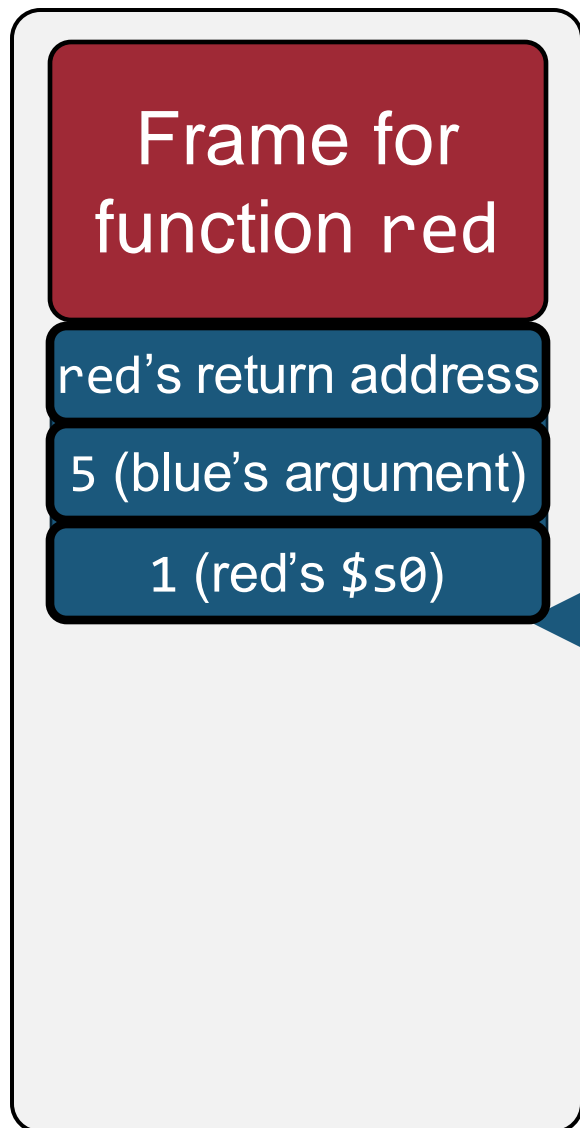 Frame for
function red
red’s return address
5 (blue’s argument)
1 (red’s $s0)